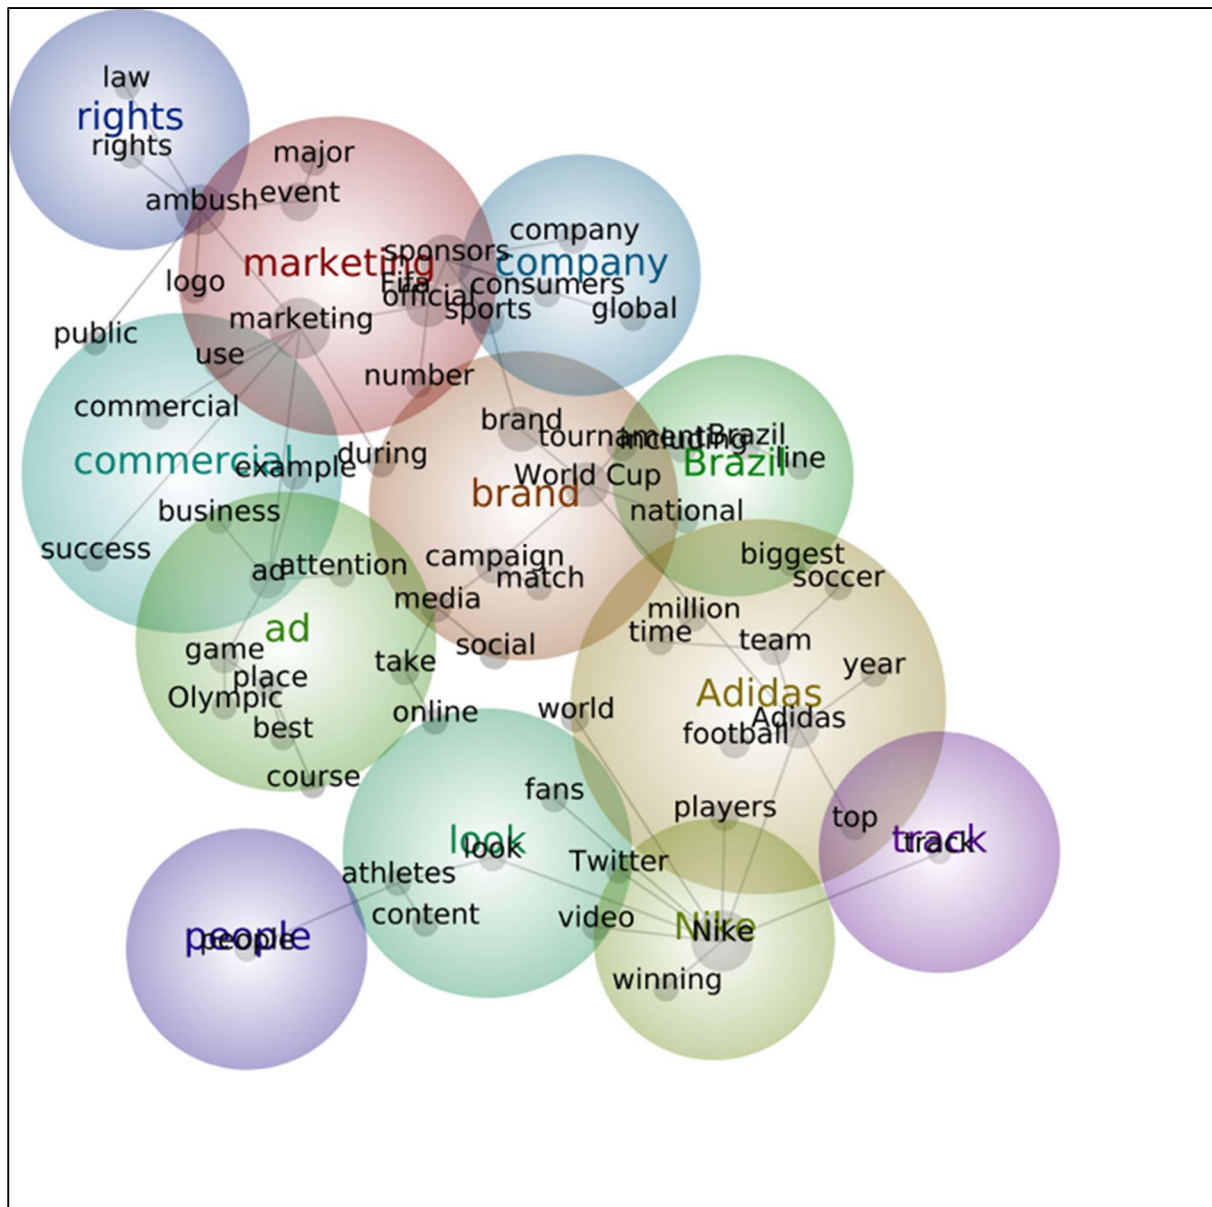 law
rights
rights
major
event
ambush
company
sponsors
marketing
company
logo
Fifa
consumers
official
sports
global
marketing
public
use
number
commercial
brand
tournament
including
Brazil
during
commercial
example
line
Brazil
World Cup
brand
business
national
success
attention
ad
campaign
match
biggest
soccer
media
million
ad
time
team
social
game
take
year
place
Olympic
Adidas
online
world
Adidas
best
football
course
fans
players
top
look
look
track
track
Twitter
athletes
content
video
Nike
Nike
people
people
winning